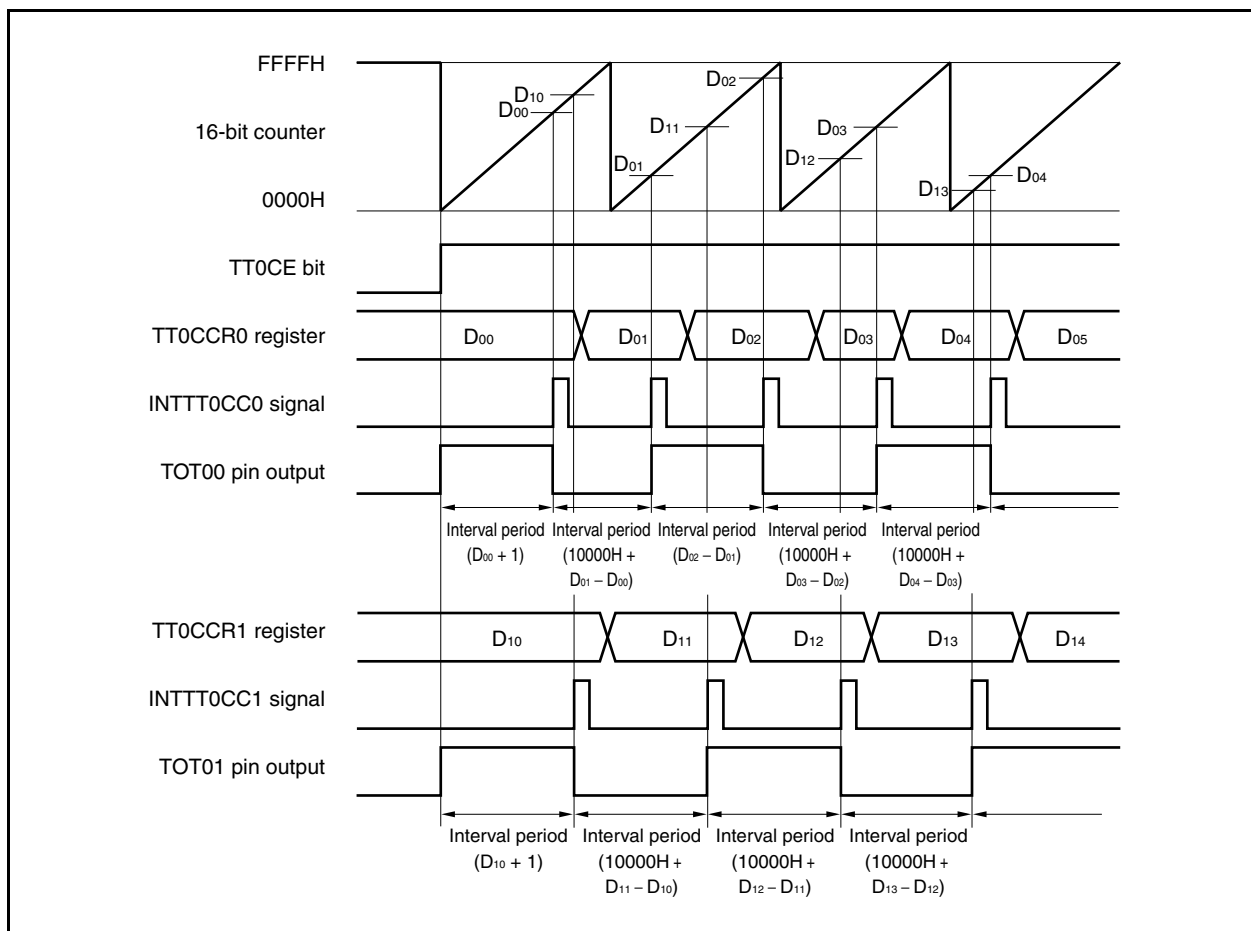 FFFFH
D10
D00
D02
D11
D03
16-bit counter
D12
D01
D04
D13
0000H
TT0CE bit
TT0CCR0 register
D00
D01
D02
D03
D04
D05
INTTT0CC0 signal
TOT00 pin output
Interval period
(D00 + 1)
Interval period
(10000H +
D01 – D00)
Interval period
(D02 – D01)
Interval period
(10000H +
D03 – D02)
Interval period
(10000H +
D04 – D03)
TT0CCR1 register
D10
D11
D12
D13
D14
INTTT0CC1 signal
TOT01 pin output
Interval period
(D10 + 1)
Interval period
(10000H +
D11 – D10)
Interval period
(10000H +
D12 – D11)
Interval period
(10000H +
D13 – D12)